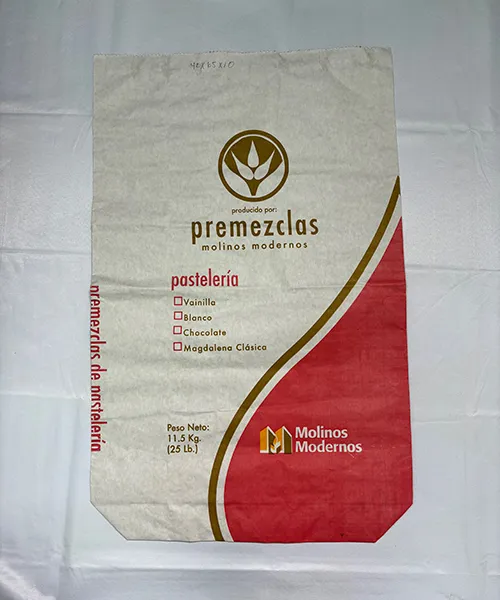 40x65x10
producido por:
premezclas
molinos modernos
pastelería
Vainilla
Blanco
Chocolate
Magdalena Clásica
premezclas de pastelería
Peso Neto:
11.5 Kg.
(25 Lb.)
Molinos
Modernos